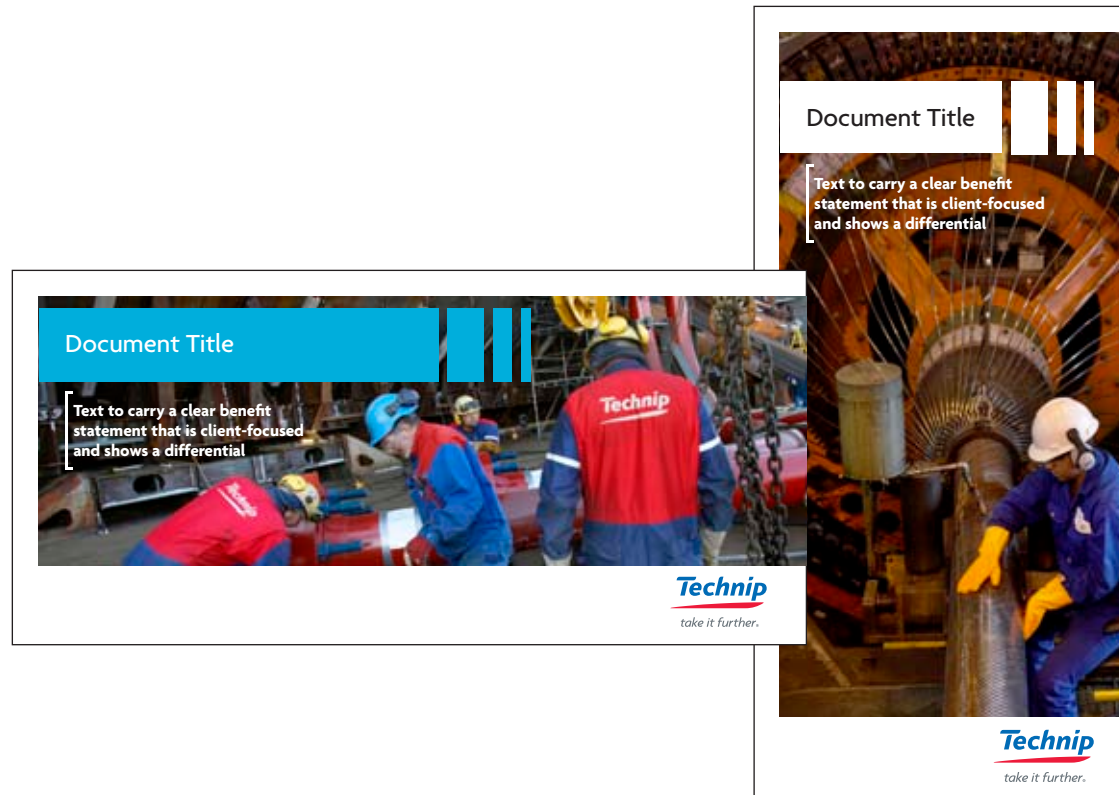 Document Title
Text to carry a clear benefit
statement that is client-focused
and shows a differential
Technip
take it further.
Document Title
Text to carry a clear benefit
statement that is client-focused
and shows a differential
Technip
Technip
Technip
take it further.